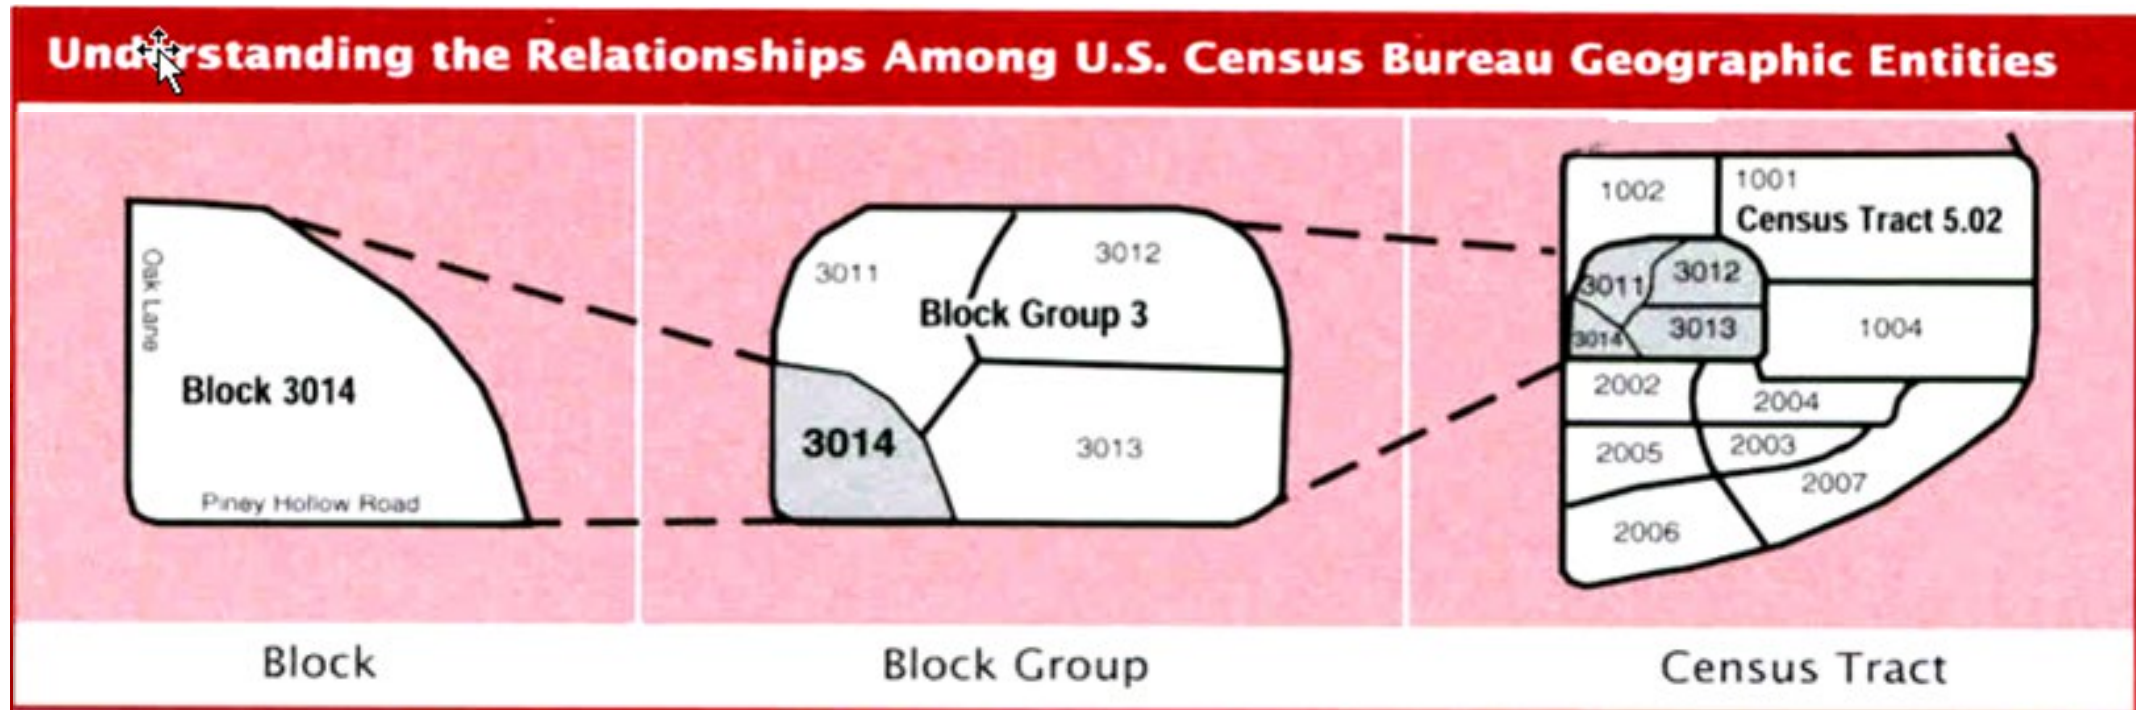 Understanding the Relationships Among U.S. Census Bureau Geographic Entities
Oak Lane
Block 3014
Piney Hollow Road
Block
3011
3012
Block Group 3
3014
3013
Block Group
1002
1001
Census Tract 5.02
3011
3012
3014
3013
1004
2002
2004
2005
2003
2007
2006
Census Tract